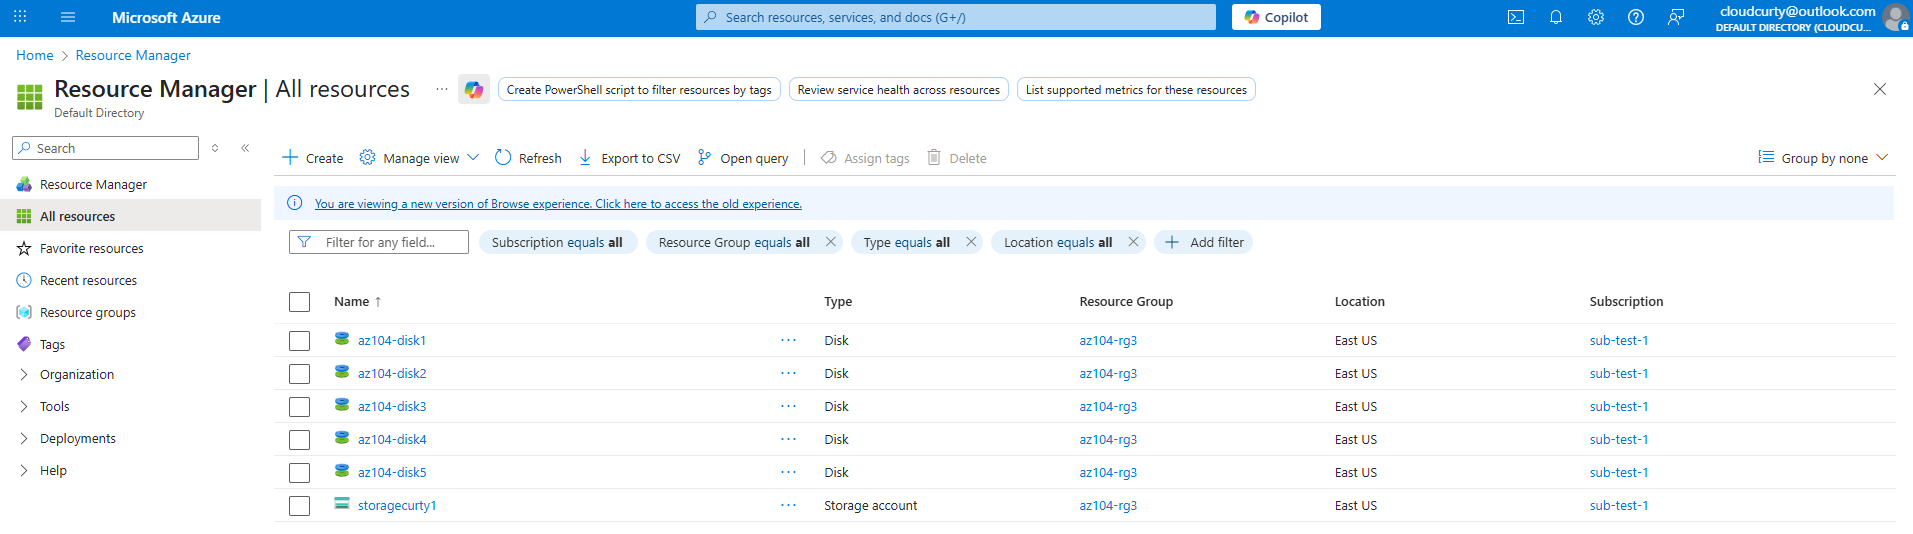 Microsoft Azure
Search resources, services, and docs (G+/)
Copilot
cloudcurty@outlook.com
DEFAULT DIRECTORY (CLOUDCU...
Home > Resource Manager
Resource Manager | All resources
...
Create PowerShell script to filter resources by tags
Review service health across resources
List supported metrics for these resources
Default Directory
Search
Create
Manage view
Refresh
Export to CSV
Open query
Assign tags
Delete
Group by none
Resource Manager
All resources
Favorite resources
Recent resources
Resource groups
Tags
Organization
Tools
Deployments
Help
You are viewing a new version of Browse experience. Click here to access the old experience.
Filter for any field...
Subscription equals all
Resource Group equals all
Type equals all
Location equals all
Add filter
Name ↑ Type Resource Group Location Subscription
az104-disk1 ... Disk az104-rg3 East US sub-test-1
az104-disk2 ... Disk az104-rg3 East US sub-test-1
az104-disk3 ... Disk az104-rg3 East US sub-test-1
az104-disk4 ... Disk az104-rg3 East US sub-test-1
az104-disk5 ... Disk az104-rg3 East US sub-test-1
storagecurty1 ... Storage account az104-rg3 East US sub-test-1